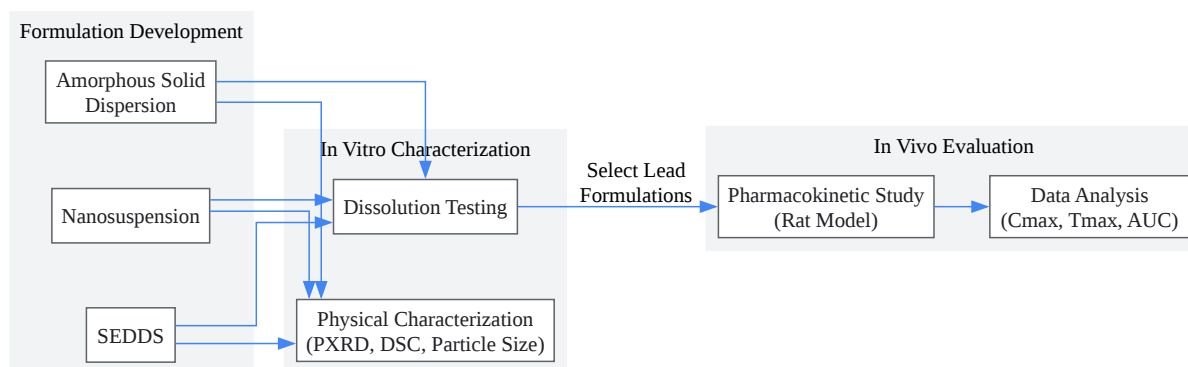 Formulation Development
Amorphous Solid
Dispersion
Nanosuspension
SEDDS
In Vitro Characterization
Dissolution Testing
Physical Characterization
(PXRD, DSC, Particle Size)
Select Lead
Formulations
In Vivo Evaluation
Pharmacokinetic Study
(Rat Model)
Data Analysis
(Cmax, Tmax, AUC)